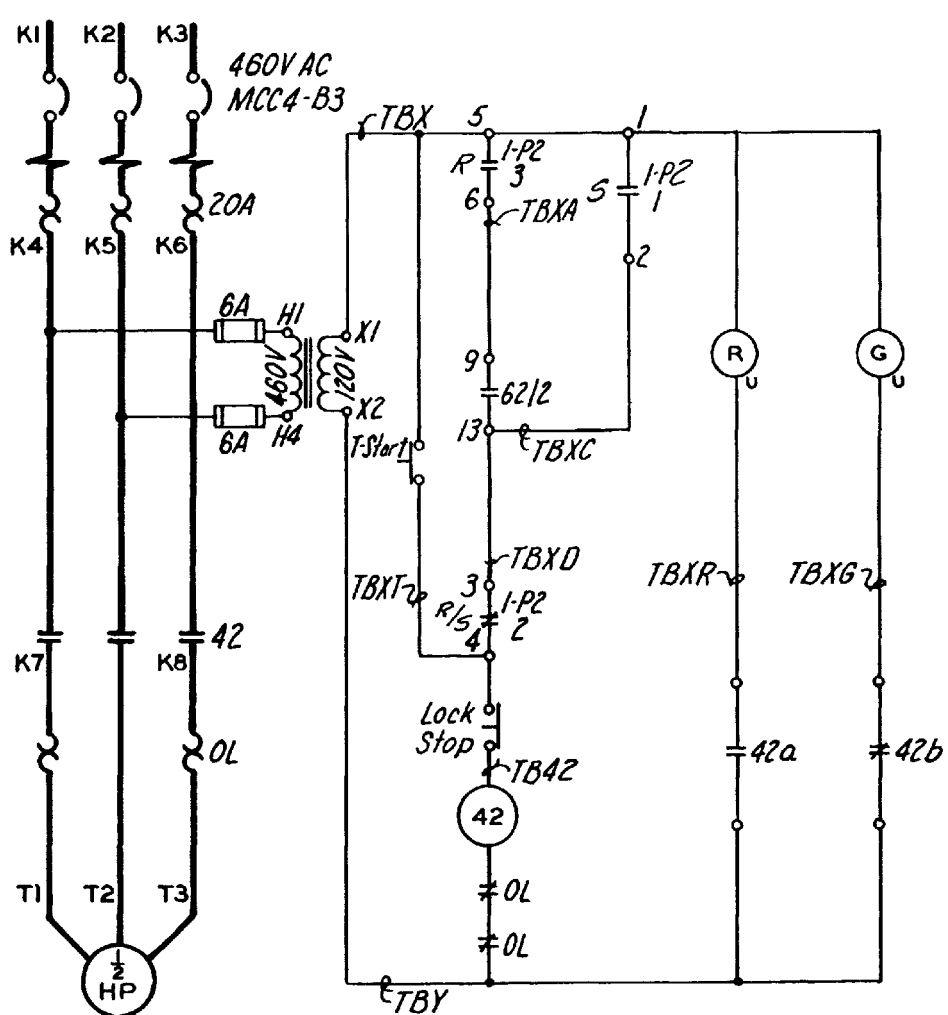 K1 K2 K3
460V AC
MCC4-B3
20A
K4 K5 K6
6A
H1
460V
120V
X1
X2
H4
6A
TBX
5
1
R
1-P2
3
6
TBXA
S
1-P2
1
2
9
62/2
13
TBXC
T-Start
R
U
G
U
TBXT
TBXD
3
R/S
1-P2
2
4
TBXR
TBXG
42
K7 K8
OL
Lock
Stop
TB42
42
42a
42b
OL
OL
T1 T2 T3
1/2
HP
TBY